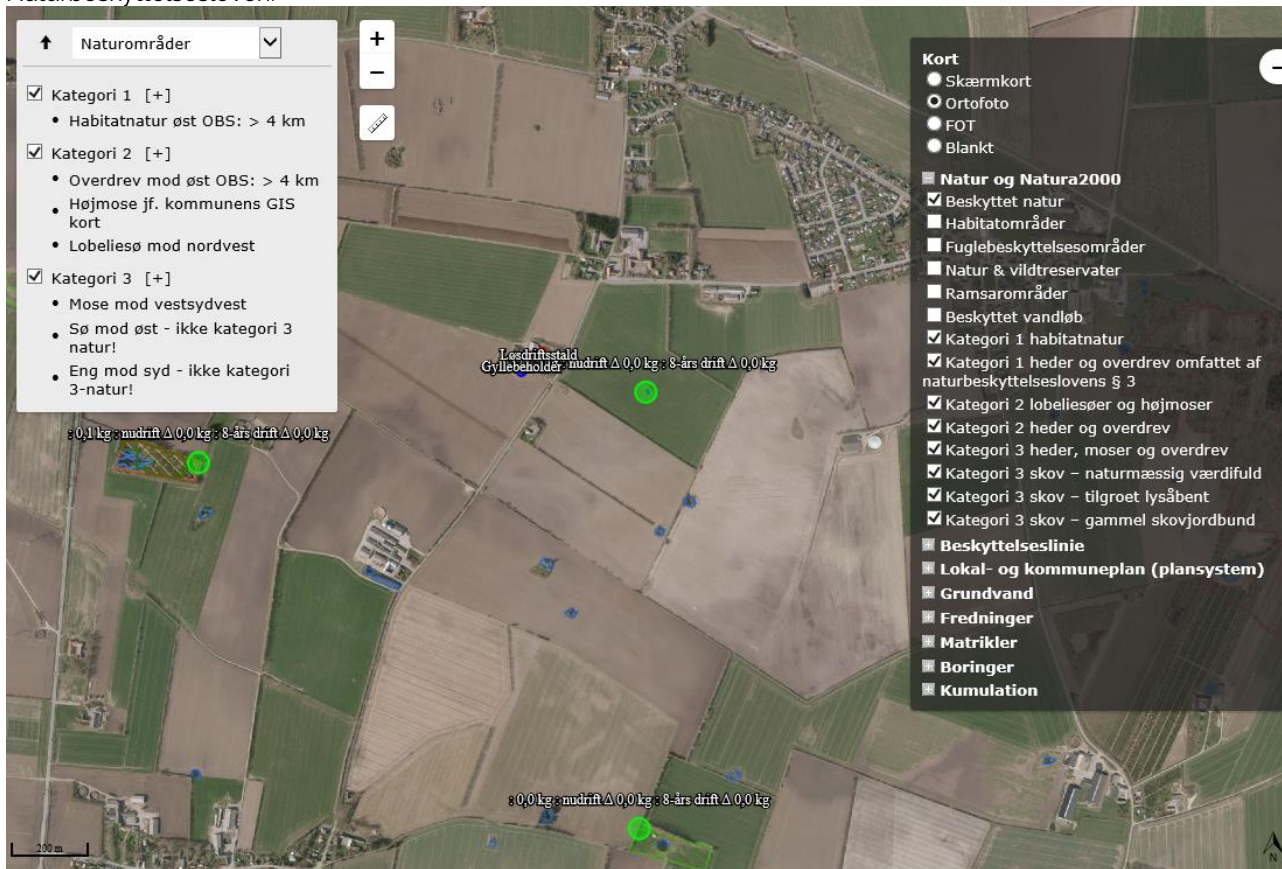 Naturområder
Kategori 1 [+]
• Habitatnatur øst OBS: > 4 km
Kategori 2 [+]
• Overdrev mod øst OBS: > 4 km
• Højmose jf. kommunens GIS
kort
• Lobeliesø mod nordvest
Kategori 3 [+]
• Mose mod vestsydvest
• Sø mod øst - ikke kategori 3
natur!
• Eng mod syd - ikke kategori
3-natur!
+
−
Løsdriftsstald
Gyllebeholder
nudrift Δ 0,0 kg : 8-års drift Δ 0,0 kg
: 0,1 kg : nudrift Δ 0,0 kg : 8-års drift Δ 0,0 kg
: 0,0 kg : nudrift Δ 0,0 kg : 8-års drift Δ 0,0 kg
200 m
N
Kort
Skærmkort
Ortofoto
FOT
Blankt
Natur og Natura2000
Beskyttet natur
Habitatområder
Fuglebeskyttelsesområder
Natur & vildtreservater
Ramsarområder
Beskyttet vandløb
Kategori 1 habitatnatur
Kategori 1 heder og overdrev omfattet af
naturbeskyttelseslovens § 3
Kategori 2 lobeliesøer og højmoser
Kategori 2 heder og overdrev
Kategori 3 heder, moser og overdrev
Kategori 3 skov – naturmæssig værdifuld
Kategori 3 skov – tilgroet lysåbent
Kategori 3 skov – gammel skovjordbund
Beskyttelseslinie
Lokal- og kommuneplan (plansystem)
Grundvand
Fredninger
Matrikler
Boringer
Kumulation